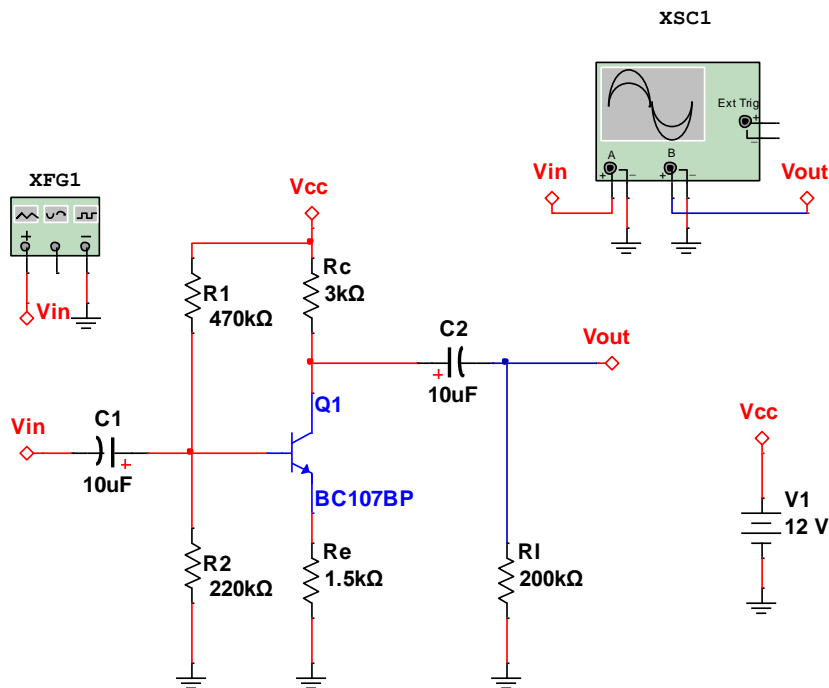 XSC1
Ext Trig
+
−
A
B
+
−
+
−
Vin
Vout
XFG1
+
−
Vin
Vcc
R1
470kΩ
Rc
3kΩ
C2
+
10uF
Vout
Q1
BC107BP
Vin
C1
+
10uF
R2
220kΩ
Re
1.5kΩ
Rl
200kΩ
Vcc
V1
12 V